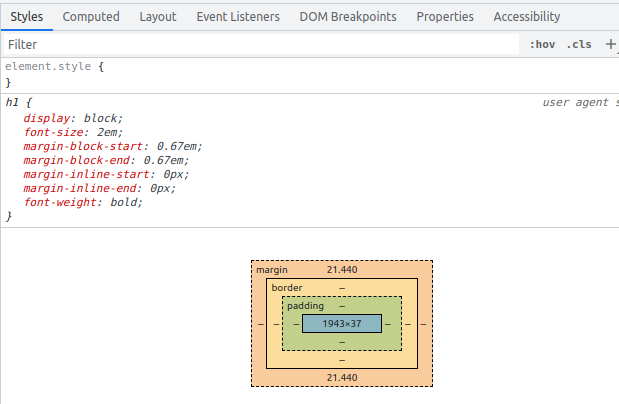 Styles Computed Layout Event Listeners DOM Breakpoints Properties Accessibility
Filter :hov .cls +
element.style {
}
h1 { user agent s
display: block;
font-size: 2em;
margin-block-start: 0.67em;
margin-block-end: 0.67em;
margin-inline-start: 0px;
margin-inline-end: 0px;
font-weight: bold;
}
margin 21.440
border –
padding –
– – – 1943×37 – – –
–
–
21.440